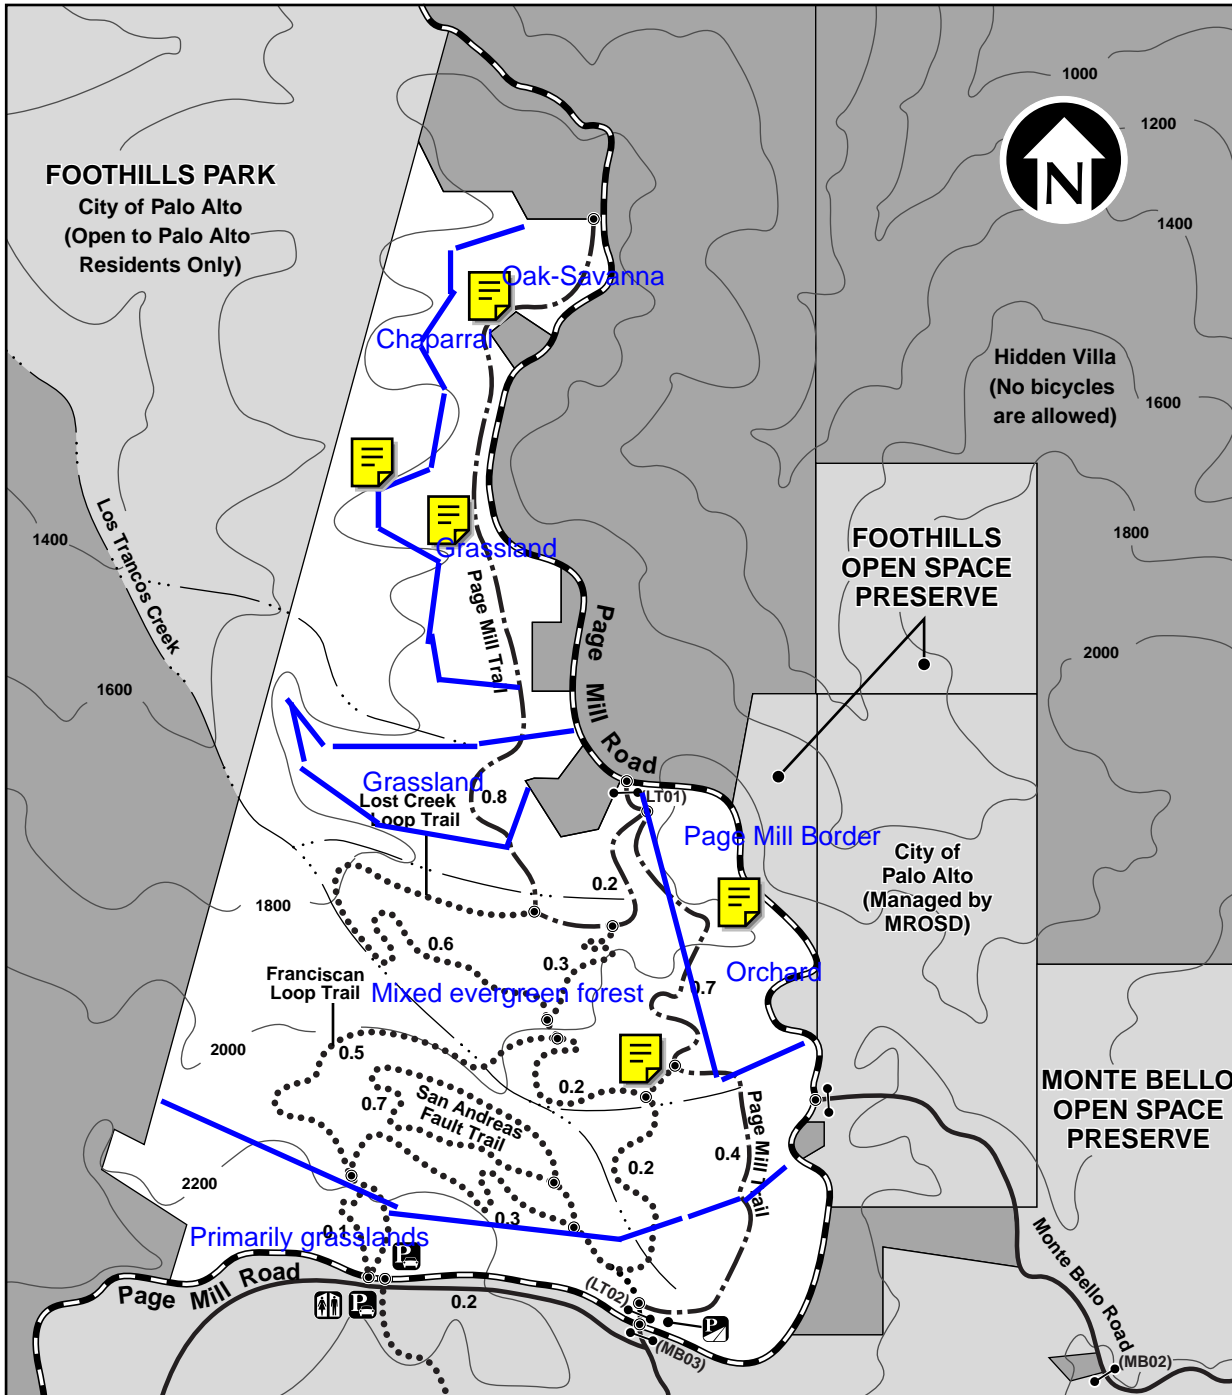 1000
1200
FOOTHILLS PARK
City of Palo Alto
(Open to Palo Alto
Residents Only)
N
1400
Oak-Savanna
Chaparral
Hidden Villa
(No bicycles
are allowed)
1600
Los Trancos Creek
1400
Grassland
FOOTHILLS
OPEN SPACE
PRESERVE
1800
Page Mill Trail
Page Mill Road
2000
1600
Grassland
Lost Creek
Loop Trail
0.8
(LT01)
Page Mill Border
City of
Palo Alto
(Managed by
MROSD)
0.2
1800
0.6
0.3
Franciscan
Loop Trail
Mixed evergreen forest
Orchard
0.7
2000
0.5
0.2
San Andreas
Fault Trail
0.7
MONTE BELLO
OPEN SPACE
PRESERVE
Page Mill Trail
0.4
0.2
2200
0.3
0.1
Primarily grasslands
P
Page Mill Road
P
0.2
(LT02)
P
(MB03)
Monte Bello Road
(MB02)